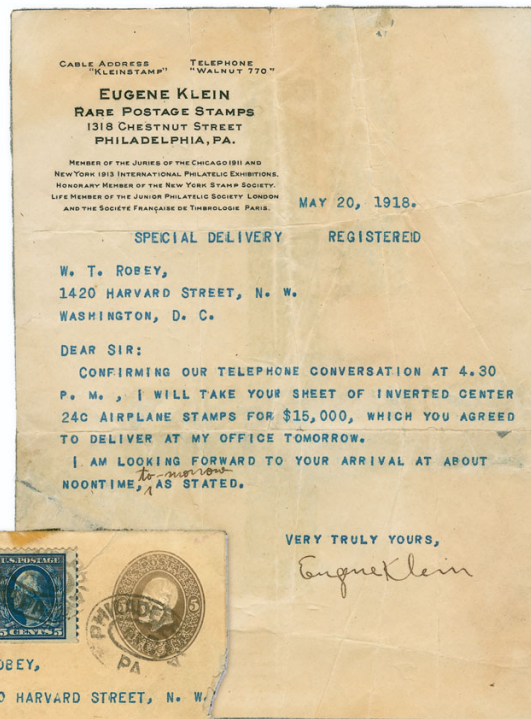 CABLE ADDRESS TELEPHONE
"KLEINSTAMP" "WALNUT 770"
EUGENE KLEIN
RARE POSTAGE STAMPS
1318 CHESTNUT STREET
PHILADELPHIA, PA.
MEMBER OF THE JURIES OF THE CHICAGO 1911 AND
NEW YORK 1913 INTERNATIONAL PHILATELIC EXHIBITIONS.
HONORARY MEMBER OF THE NEW YORK STAMP SOCIETY.
LIFE MEMBER OF THE JUNIOR PHILATELIC SOCIETY LONDON
AND THE SOCIÉTÉ FRANÇAISE DE TIMBROLOGIE PARIS.
MAY 20, 1918.
SPECIAL DELIVERY REGISTERED
W. T. ROBEY,
1420 HARVARD STREET, N. W.
WASHINGTON, D. C.
DEAR SIR:
CONFIRMING OUR TELEPHONE CONVERSATION AT 4.30
P. M., I WILL TAKE YOUR SHEET OF INVERTED CENTER
24C AIRPLANE STAMPS FOR $15,000, WHICH YOU AGREED
TO DELIVER AT MY OFFICE TOMORROW.
I AM LOOKING FORWARD TO YOUR ARRIVAL AT ABOUT
to-morrow
NOONTIME, AS STATED.
VERY TRULY YOURS,
Eugene Klein
U.S. POSTAGE
5 CENTS 5
5
PHILADEL
PA
OBEY,
0 HARVARD STREET, N. W.